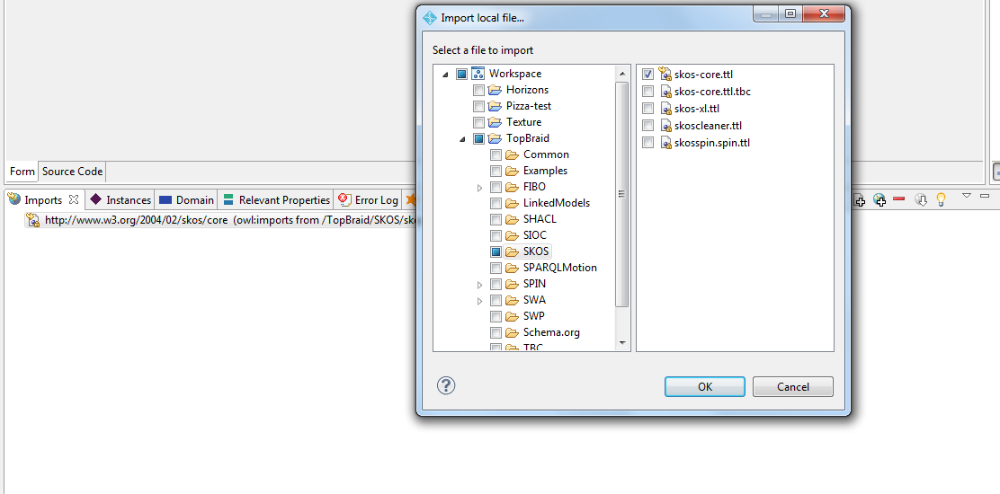 Import local file...
Select a file to import
Workspace
Horizons
Pizza-test
Texture
TopBraid
Common
Examples
FIBO
LinkedModels
SHACL
SIOC
SKOS
SPARQLMotion
SPIN
SWA
SWP
Schema.org
TBC
skos-core.ttl
skos-core.ttl.tbc
skos-xl.ttl
skoscleaner.ttl
skosspin.spin.ttl
OK
Cancel
Form
Source Code
Imports
Instances
Domain
Relevant Properties
Error Log
http://www.w3.org/2004/02/skos/core (owl:imports from /TopBraid/SKOS/sk